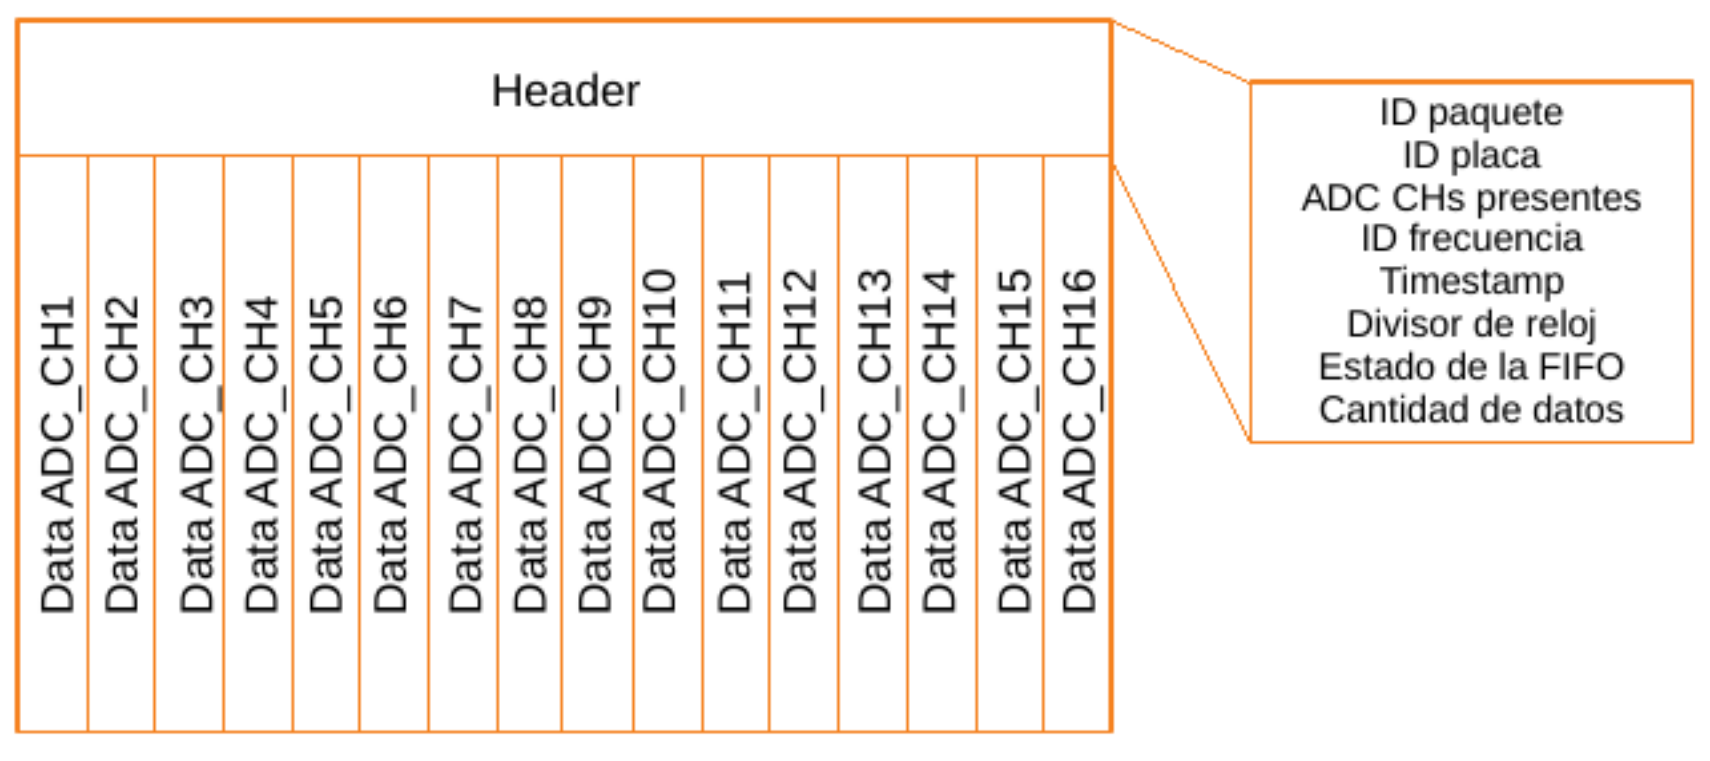 Header
ID paquete
ID placa
ADC CHs presentes
ID frecuencia
Timestamp
Divisor de reloj
Estado de la FIFO
Cantidad de datos
Data ADC_CH1
Data ADC_CH2
Data ADC_CH3
Data ADC_CH4
Data ADC_CH5
Data ADC_CH6
Data ADC_CH7
Data ADC_CH8
Data ADC_CH9
Data ADC_CH10
Data ADC_CH11
Data ADC_CH12
Data ADC_CH13
Data ADC_CH14
Data ADC_CH15
Data ADC_CH16